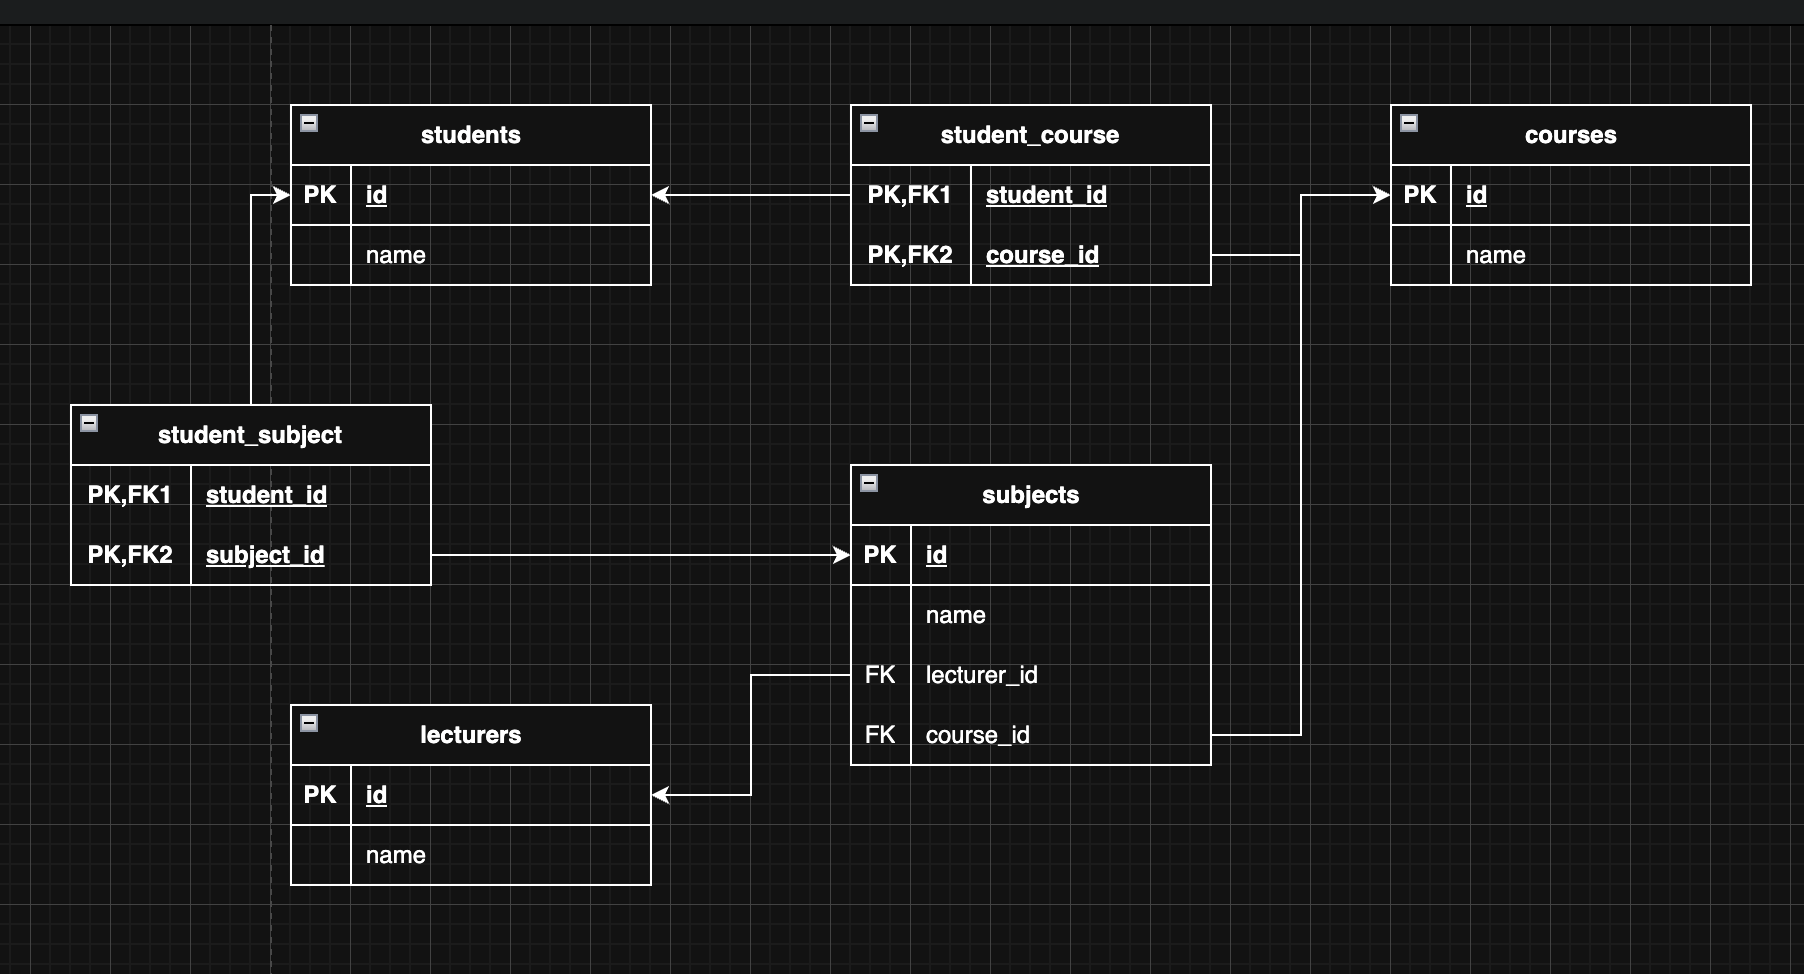 students
PK id
name
student_course
PK,FK1 student_id
PK,FK2 course_id
courses
PK id
name
student_subject
PK,FK1 student_id
PK,FK2 subject_id
subjects
PK id
name
FK lecturer_id
FK course_id
lecturers
PK id
name